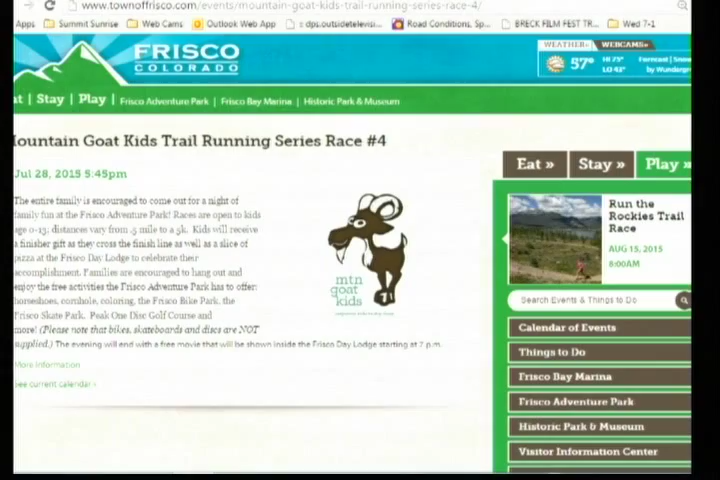 www.townoffrisco.com/events/mountain-goat-kids-trail-running-series-race-4/
Apps Summit Sunrise Web Cams Outlook Web App dps.outsidetelevisi... Road Conditions, Sp... BRECK FILM FEST TR... Wed 7-1
FRISCO
COLORADO
WEATHER» WEBCAMS»
57° HI 75° LO 43° Forecast | Snow
by Wundergr
at | Stay | Play | Frisco Adventure Park | Frisco Bay Marina | Historic Park & Museum
ountain Goat Kids Trail Running Series Race #4
Jul 28, 2015 5:45pm
The entire family is encouraged to come out for a night of
family fun at the Frisco Adventure Park! Races are open to kids
age 0-13, distances vary from .5 mile to a 5k. Kids will receive
a finisher gift as they cross the finish line as well as a slice of
pizza at the Frisco Day Lodge to celebrate their
accomplishment. Families are encouraged to hang out and
enjoy the free activities the Frisco Adventure Park has to offer:
horseshoes, cornhole, coloring, the Frisco Bike Park, the
Frisco Skate Park, Peak One Disc Golf Course and
more! (Please note that bikes, skateboards and discs are NOT
supplied.) The evening will end with a free movie that will be shown inside the Frisco Day Lodge starting at 7 p.m.
More Information
See current calendar »
mtn
goat
kids
Eat » Stay » Play »
Run the
Rockies Trail
Race
AUG 15, 2015
8:00AM
Search Events & Things to Do
Calendar of Events
Things to Do
Frisco Bay Marina
Frisco Adventure Park
Historic Park & Museum
Visitor Information Center